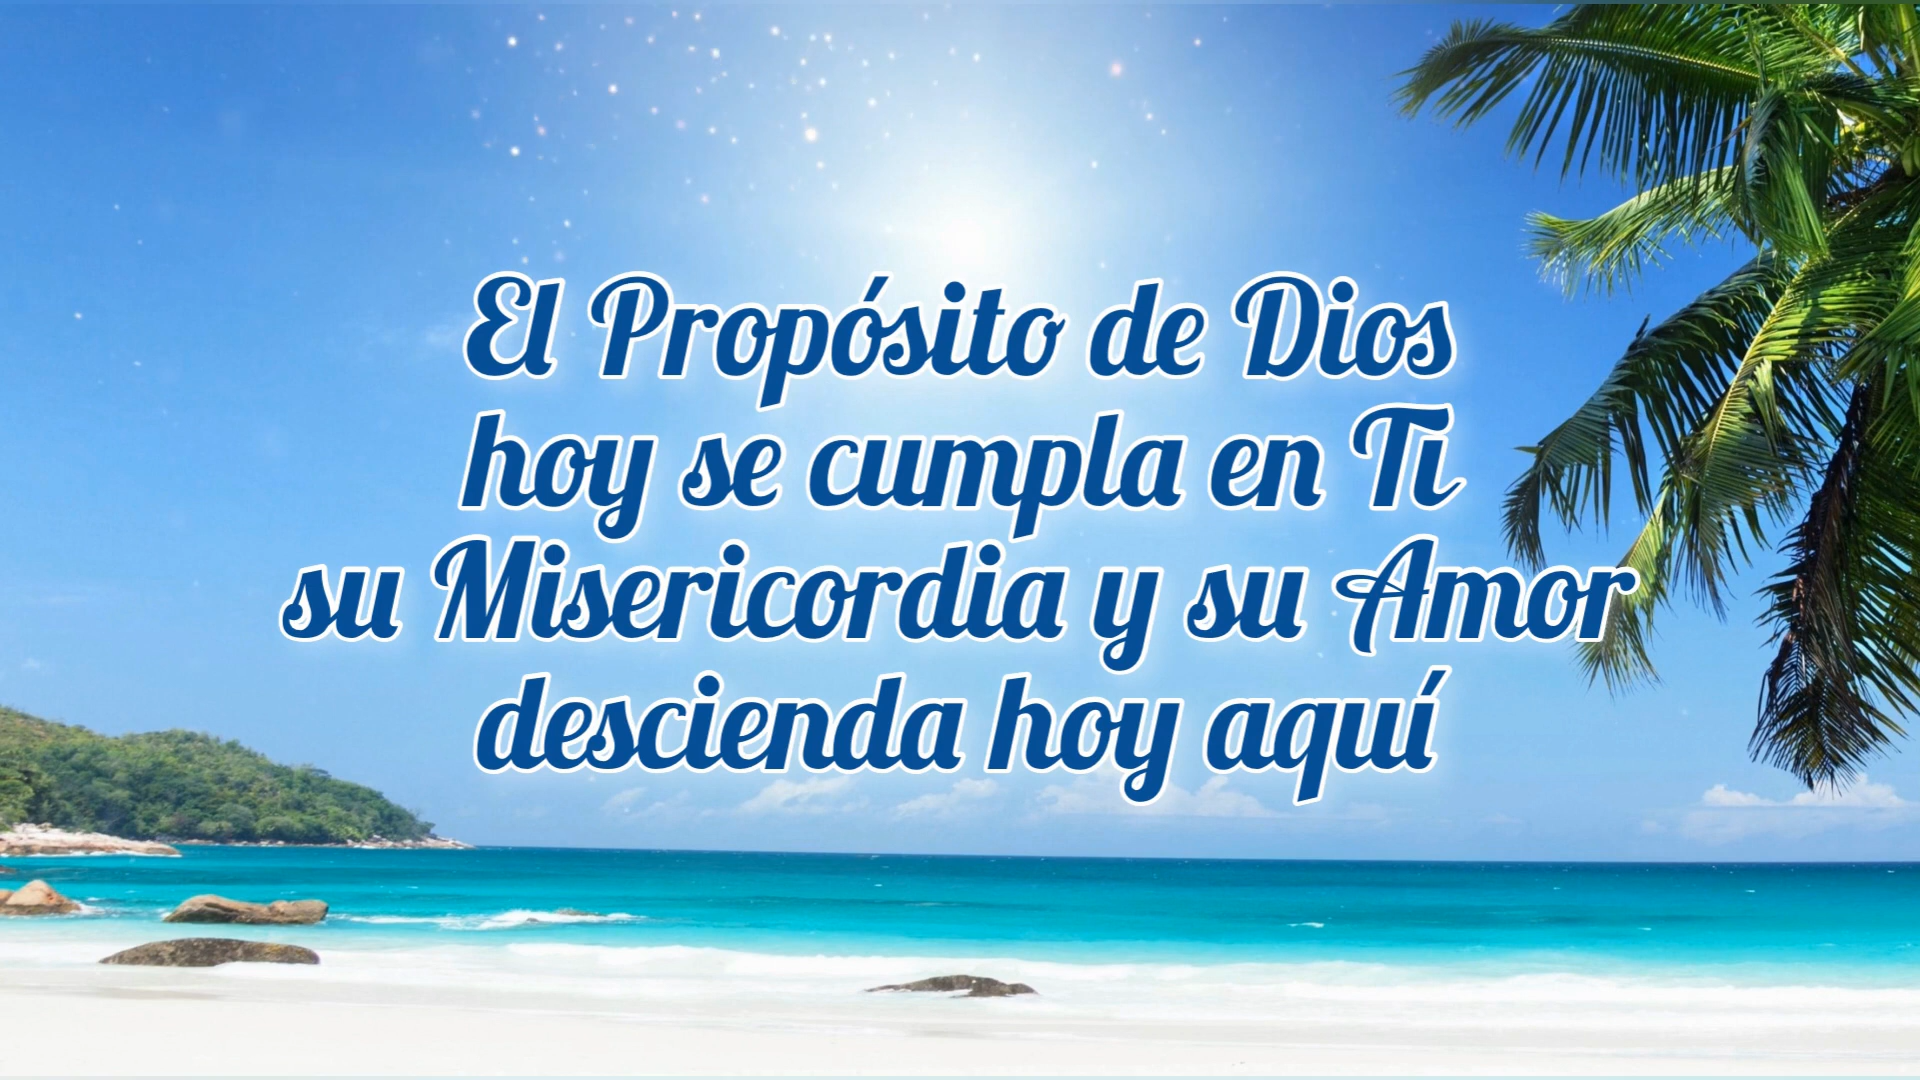 El Propósito de Dios
hoy se cumpla en Ti
su Misericordia y su Amor
descienda hoy aquí